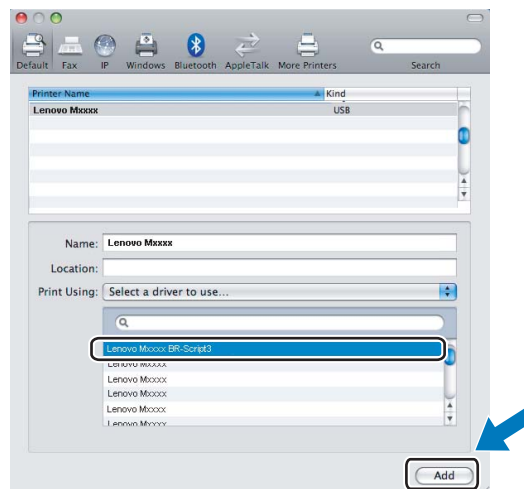 Default Fax IP Windows Bluetooth AppleTalk More Printers Search
Printer Name Kind
Lenovo Mxxxx USB
Name: Lenovo Mxxxx
Location:
Print Using: Select a driver to use...
Lenovo Mxxxx BR-Script3
Lenovo Mxxxx
Lenovo Mxxxx
Lenovo Mxxxx
Lenovo Mxxxx
Lenovo Mxxxx
Add